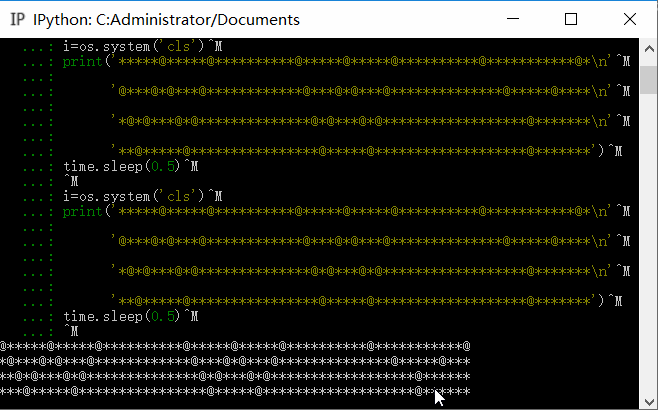 IP IPython: C:Administrator/Documents
...: i=os.system('cls')^M
...: print('*****@*****@**********@*****@*****@**********@***********@*\n'^M
...:
...: '@***@*@***@*****************@***@*@***@**************@*****@****\n'^M
...:
...: '*@*@***@*@**************@*@***@*@****************@*******\n'^M
...:
...: '**@*****@****************@*******@*****************@*******')^M
...: time.sleep(0.5)^M
...: ^M
...: i=os.system('cls')^M
...: print('*****@*****@**********@*****@*****@**********@***********@*\n'^M
...:
...: '@***@*@***@*****************@***@*@***@**************@*****@****\n'^M
...:
...: '*@*@***@*@**************@*@***@*@****************@*******\n'^M
...:
...: '**@*****@****************@*******@*****************@*******')^M
...: time.sleep(0.5)^M
...: ^M
@*****@*****@**********@*****@*****@**********@***********@
*@***@*@***@*@****************@***@*@***@**************@***@***
**@*@***@*@****************@*@***@*@******************@*@*****
***@*****@****************@*****@********************@******